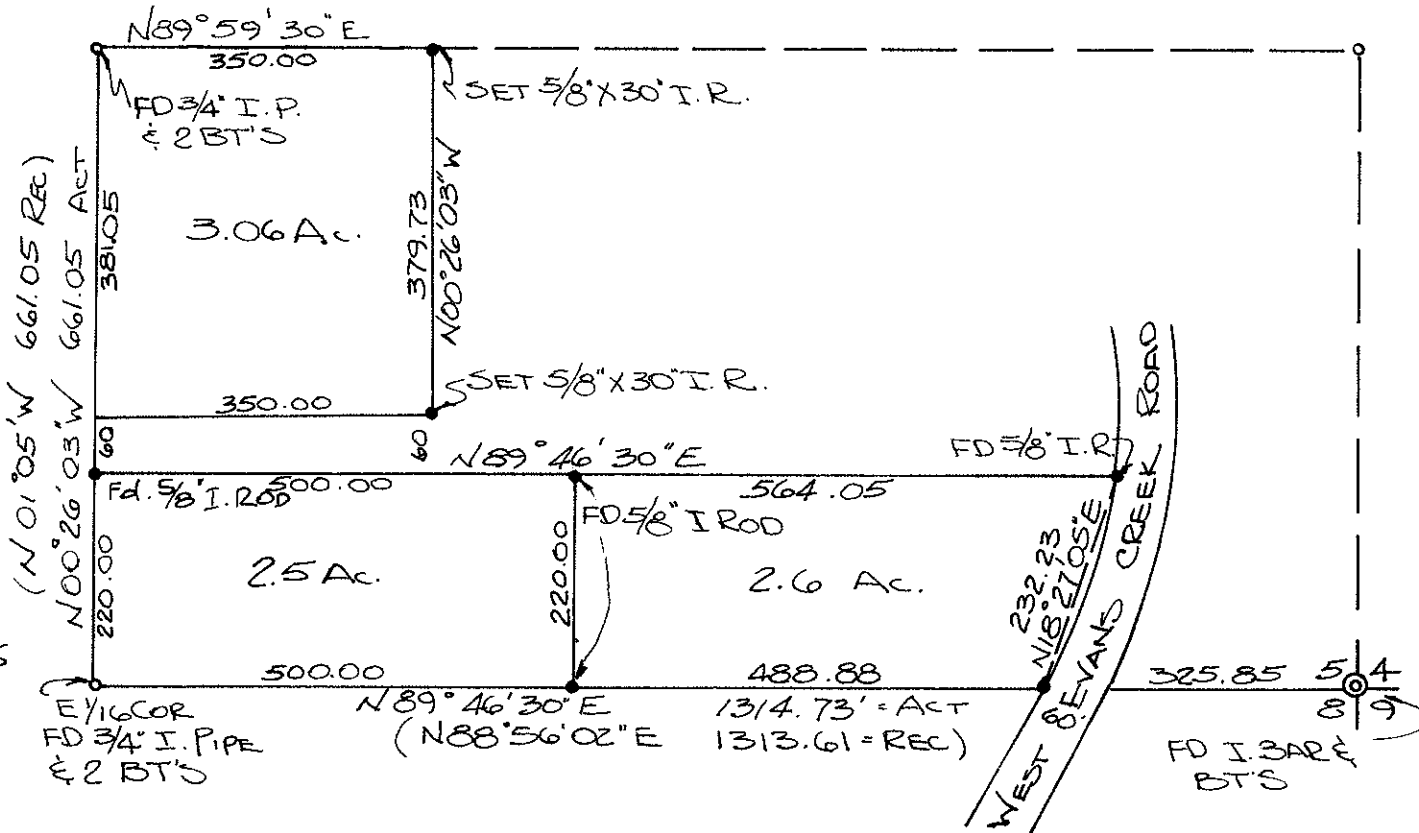 N89°59'30"E
350.00
SET 5/8"X30" I.R.
FD 3/4" I.P.
& 2 BT'S
(N 01°05'W 661.05 REC)
N00°26'03"W 661.05 ACT
381.05
3.06 Ac.
379.73
N00°26'03"W
SET 5/8"X30" I.R.
350.00
60
60
N89°46'30"E
FD 5/8" I.R.
Fd. 5/8" I. ROD
500.00
564.05
FD 5/8" I ROD
220.00
2.5 Ac.
220.00
2.6 Ac.
232.23
N18°27'05"E
WEST EVANS CREEK ROAD
60'
500.00
488.88
325.85
5 4
8 9
E 1/16 COR
FD 3/4" I. PIPE
& 2 BT'S
N89°46'30"E 1314.73' = ACT
(N88°56'02"E 1313.61 = REC)
FD I. BAR &
BT'S